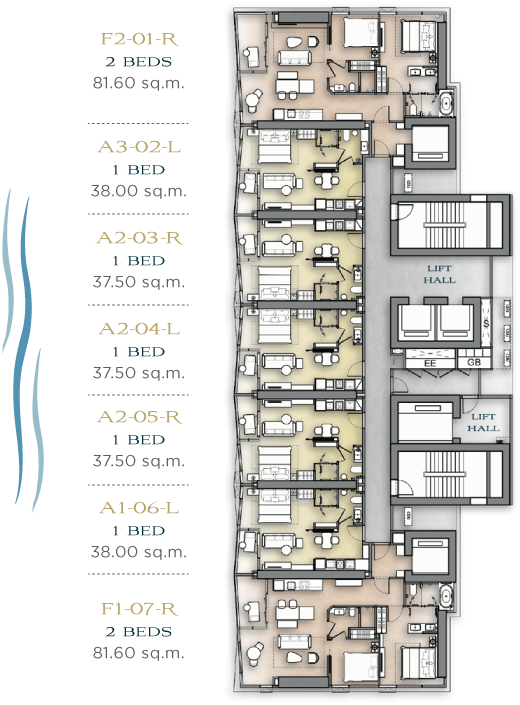 F2-01-R
2 BEDS
81.60 sq.m.
A3-02-L
1 BED
38.00 sq.m.
A2-03-R
1 BED
37.50 sq.m.
A2-04-L
1 BED
37.50 sq.m.
A2-05-R
1 BED
37.50 sq.m.
A1-06-L
1 BED
38.00 sq.m.
F1-07-R
2 BEDS
81.60 sq.m.
LIFT
HALL
EE
GB
LIFT
HALL